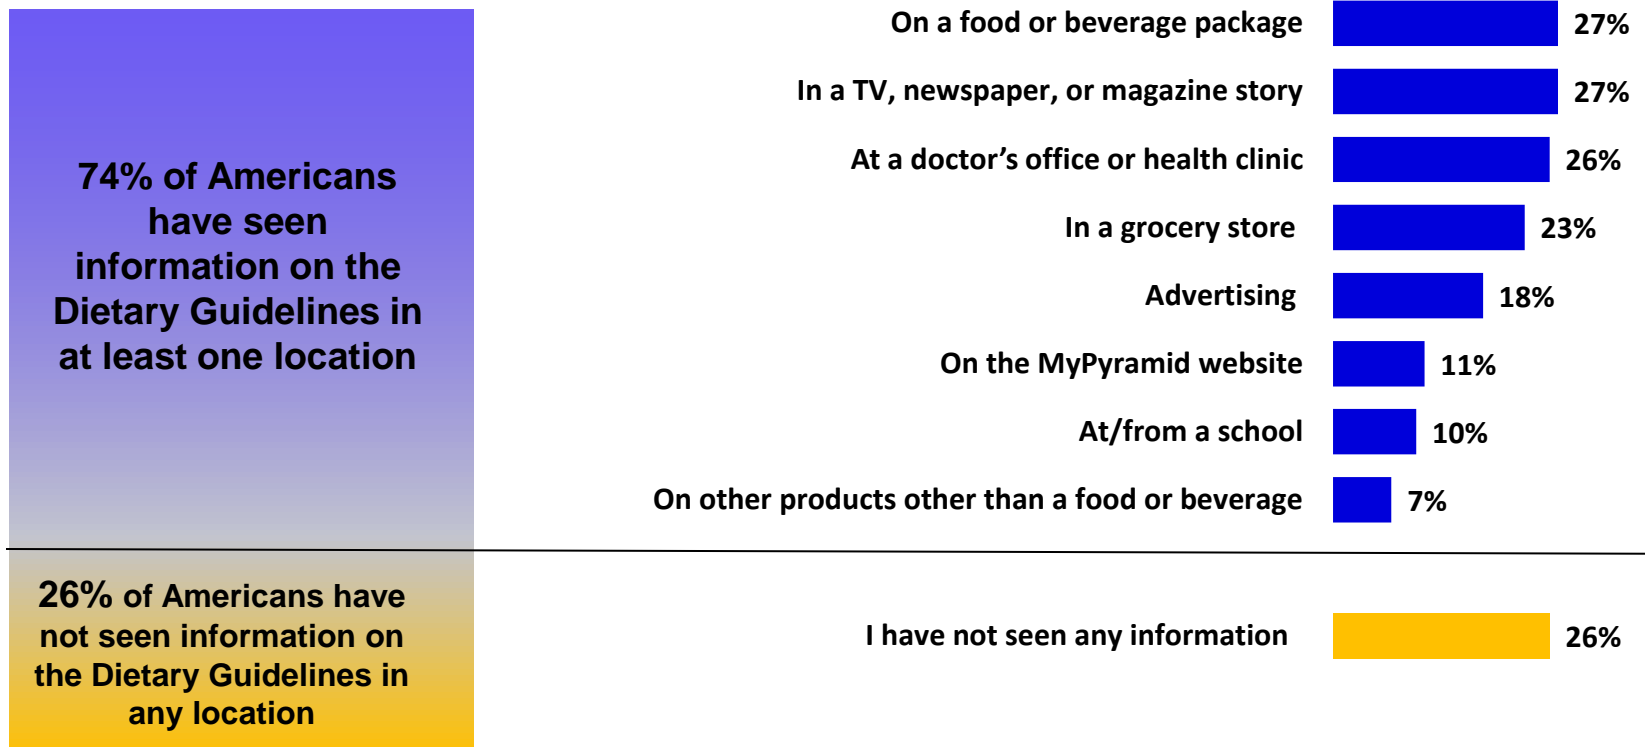 74% of Americans
have seen
information on the
Dietary Guidelines in
at least one location
On a food or beverage package 27%
In a TV, newspaper, or magazine story 27%
At a doctor’s office or health clinic 26%
In a grocery store 23%
Advertising 18%
On the MyPyramid website 11%
At/from a school 10%
On other products other than a food or beverage 7%
26% of Americans have
not seen information on
the Dietary Guidelines in
any location
I have not seen any information 26%